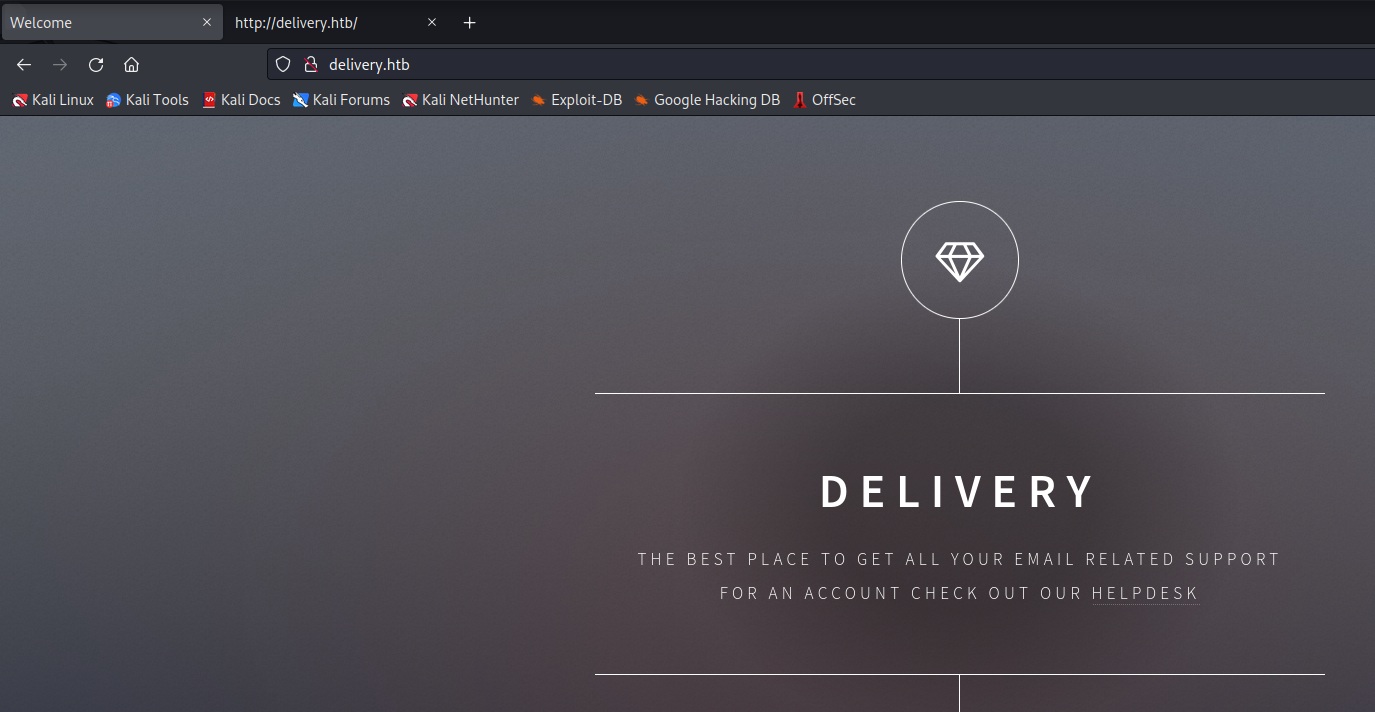 Welcome
http://delivery.htb/
delivery.htb
Kali Linux Kali Tools Kali Docs Kali Forums Kali NetHunter Exploit-DB Google Hacking DB OffSec
DELIVERY
THE BEST PLACE TO GET ALL YOUR EMAIL RELATED SUPPORT
FOR AN ACCOUNT CHECK OUT OUR HELPDESK